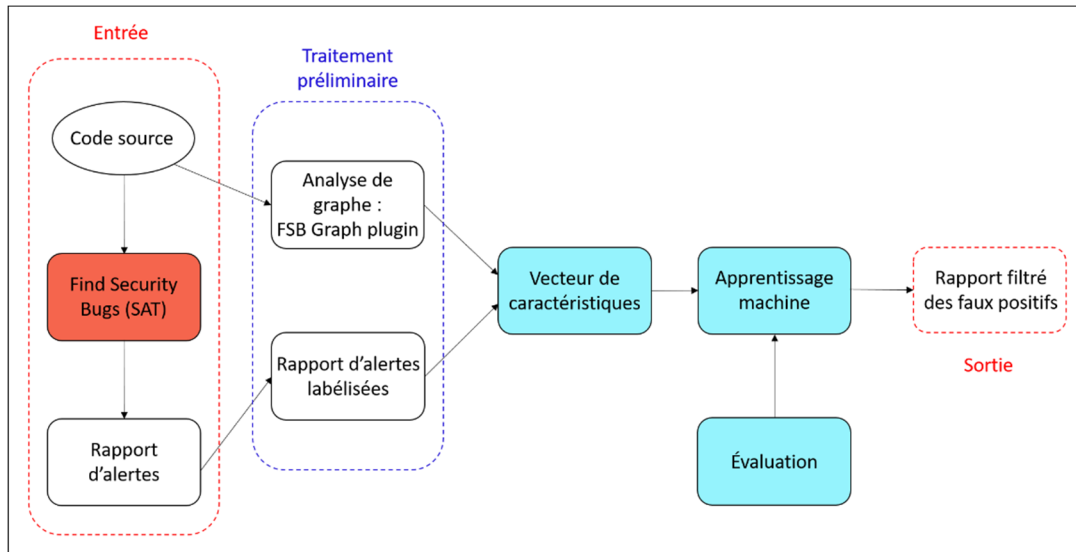 Entrée
Code source
Find Security
Bugs (SAT)
Rapport
d’alertes
Traitement
préliminaire
Analyse de
graphe :
FSB Graph plugin
Rapport d’alertes
labélisées
Vecteur de
caractéristiques
Apprentissage
machine
Évaluation
Rapport filtré
des faux positifs
Sortie